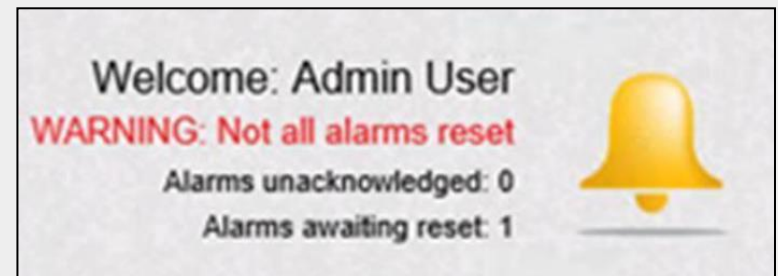 Welcome: Admin User
WARNING: Not all alarms reset
Alarms unacknowledged: 0
Alarms awaiting reset: 1